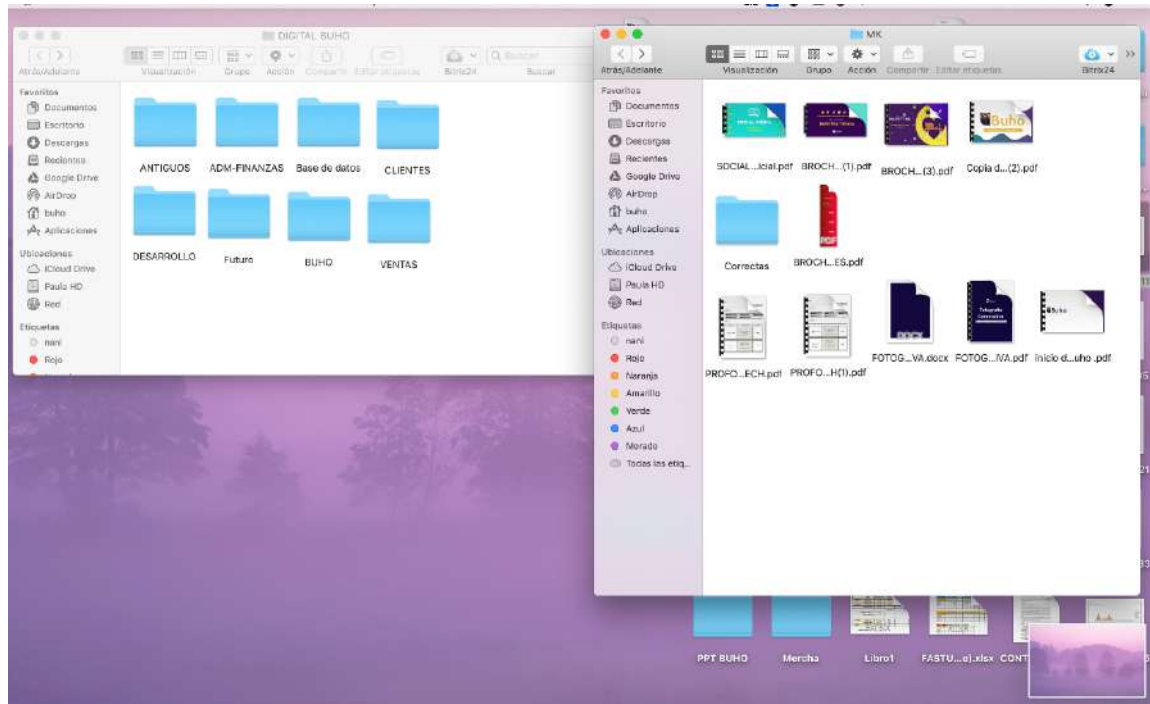 DIGITAL BUHO
Atrás/Adelante
Visualización
Grupo
Acción
Compartir
Editar etiquetas
Bitrix24
Buscar
Buscar
Favoritos
Documentos
Escritorio
Descargas
Recientes
Google Drive
AirDrop
buho
Aplicaciones
Ubicaciones
iCloud Drive
Paula HD
Red
Etiquetas
nani
Rojo
ANTIGUOS
ADM-FINANZAS
Base de datos
CLIENTES
DESARROLLO
Futuro
BUHO
VENTAS
MK
Atrás/Adelante
Visualización
Grupo
Acción
Compartir
Editar etiquetas
Bitrix24
Favoritos
Documentos
Escritorio
Descargas
Recientes
Google Drive
AirDrop
buho
Aplicaciones
Ubicaciones
iCloud Drive
Paula HD
Red
Etiquetas
nani
Rojo
Naranja
Amarillo
Verde
Azul
Morado
Todas las etiq...
Buho
SOCIAL ...icial.pdf
BROCH...(1).pdf
BROCH...(3).pdf
Copia d...(2).pdf
PDF
Correctas
BROCH...ES.pdf
DOCX
PROFO...ECH.pdf
PROFO...H(1).pdf
FOTOG...VA.docx
FOTOG...IVA.pdf
inicio d...uho .pdf
PPT BUHO
Mercha
Libro1
FASTU...o).xlsx
CONT